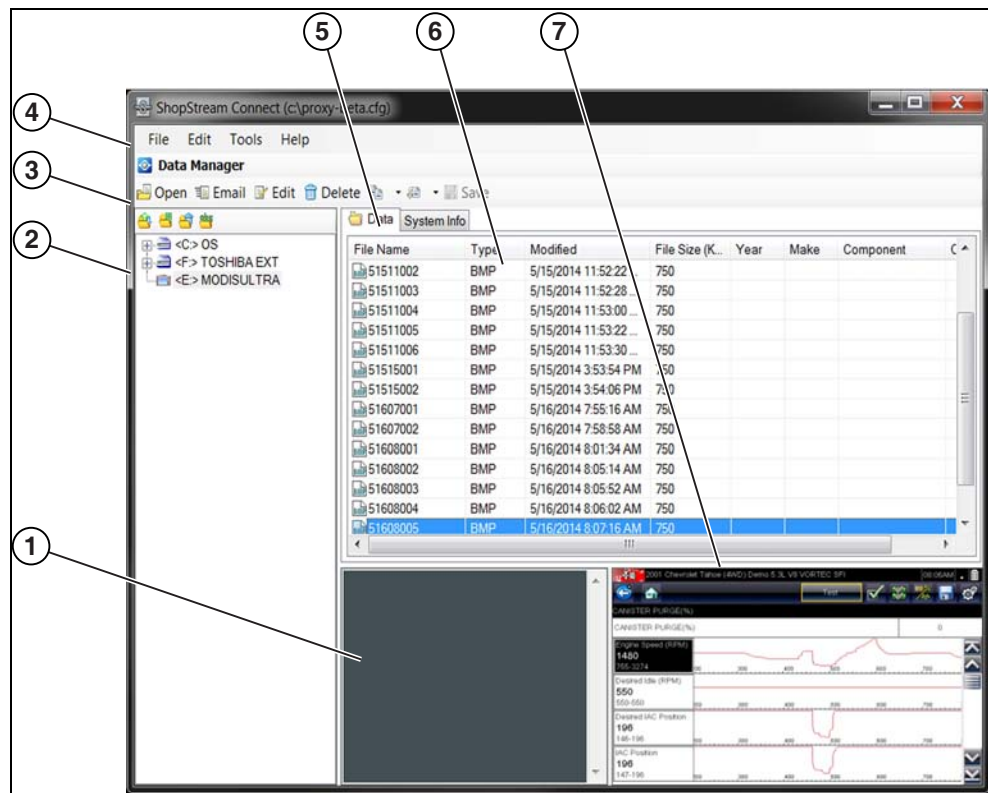 5 6 7
4
3
2
1
ShopStream Connect (c:\proxy-beta.cfg)
File Edit Tools Help
Data Manager
Open Email Edit Delete Save
Data System Info
<C:> OS
<F:> TOSHIBA EXT
<E:> MODISULTRA
File Name Type Modified File Size (K... Year Make Component C
51511002 BMP 5/15/2014 11:52:22 ... 750
51511003 BMP 5/15/2014 11:52:28 ... 750
51511004 BMP 5/15/2014 11:53:00 ... 750
51511005 BMP 5/15/2014 11:53:22 ... 750
51511006 BMP 5/15/2014 11:53:30 ... 750
51515001 BMP 5/15/2014 3:53:54 PM 750
51515002 BMP 5/15/2014 3:54:06 PM 750
51607001 BMP 5/16/2014 7:55:16 AM 750
51607002 BMP 5/16/2014 7:58:58 AM 750
51608001 BMP 5/16/2014 8:01:34 AM 750
51608002 BMP 5/16/2014 8:05:14 AM 750
51608003 BMP 5/16/2014 8:05:52 AM 750
51608004 BMP 5/16/2014 8:06:02 AM 750
51608005 BMP 5/16/2014 8:07:16 AM 750
2001 Chevrolet Tahoe (4WD) Demo 5.3L V8 VORTEC SFI 08:06AM
Test
CANISTER PURGE(%)
CANISTER PURGE(%) 0
Engine Speed (RPM)
1480
765-3274
Desired Idle (RPM)
550
550-550
Desired IAC Position
196
146-196
IAC Position
196
147-196